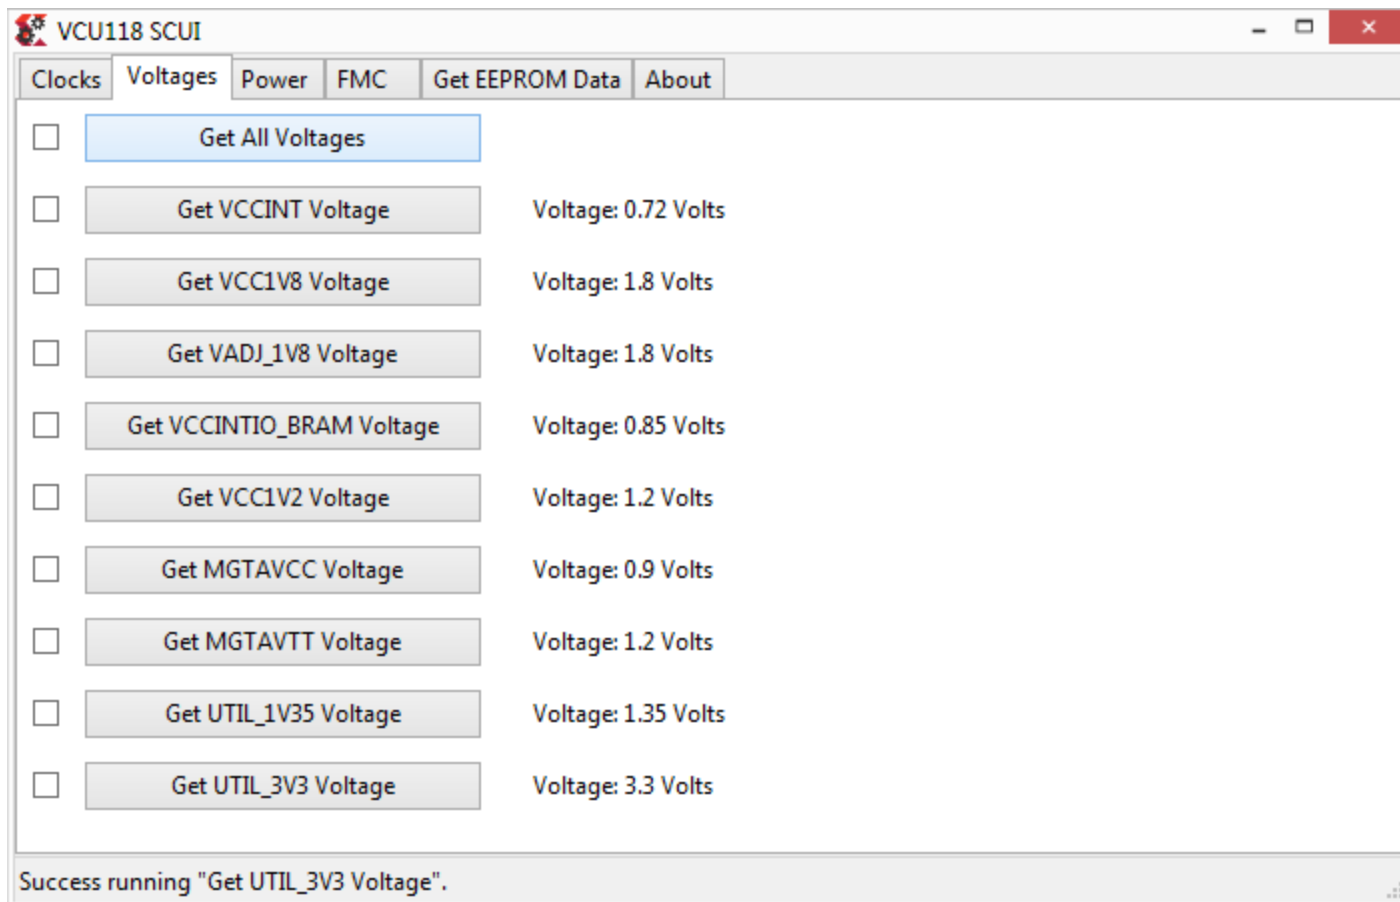 VCU118 SCUI
Clocks Voltages Power FMC Get EEPROM Data About
Get All Voltages
Get VCCINT Voltage Voltage: 0.72 Volts
Get VCC1V8 Voltage Voltage: 1.8 Volts
Get VADJ_1V8 Voltage Voltage: 1.8 Volts
Get VCCINTIO_BRAM Voltage Voltage: 0.85 Volts
Get VCC1V2 Voltage Voltage: 1.2 Volts
Get MGTAVCC Voltage Voltage: 0.9 Volts
Get MGTAVTT Voltage Voltage: 1.2 Volts
Get UTIL_1V35 Voltage Voltage: 1.35 Volts
Get UTIL_3V3 Voltage Voltage: 3.3 Volts
Success running "Get UTIL_3V3 Voltage".